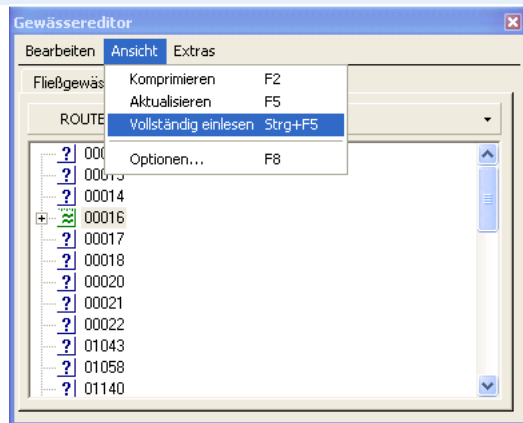 Gewässereditor
Bearbeiten Ansicht Extras
Fließgewäs
Komprimieren F2
Aktualisieren F5
Vollständig einlesen Strg+F5
Optionen... F8
ROUTE
00014
00016
00017
00018
00020
00021
00022
01043
01058
01140